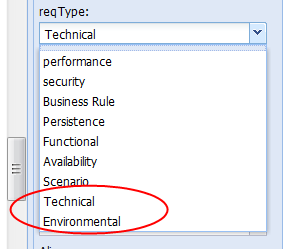 reqType:
Technical
performance
security
Business Rule
Persistence
Functional
Availability
Scenario
Technical
Environmental